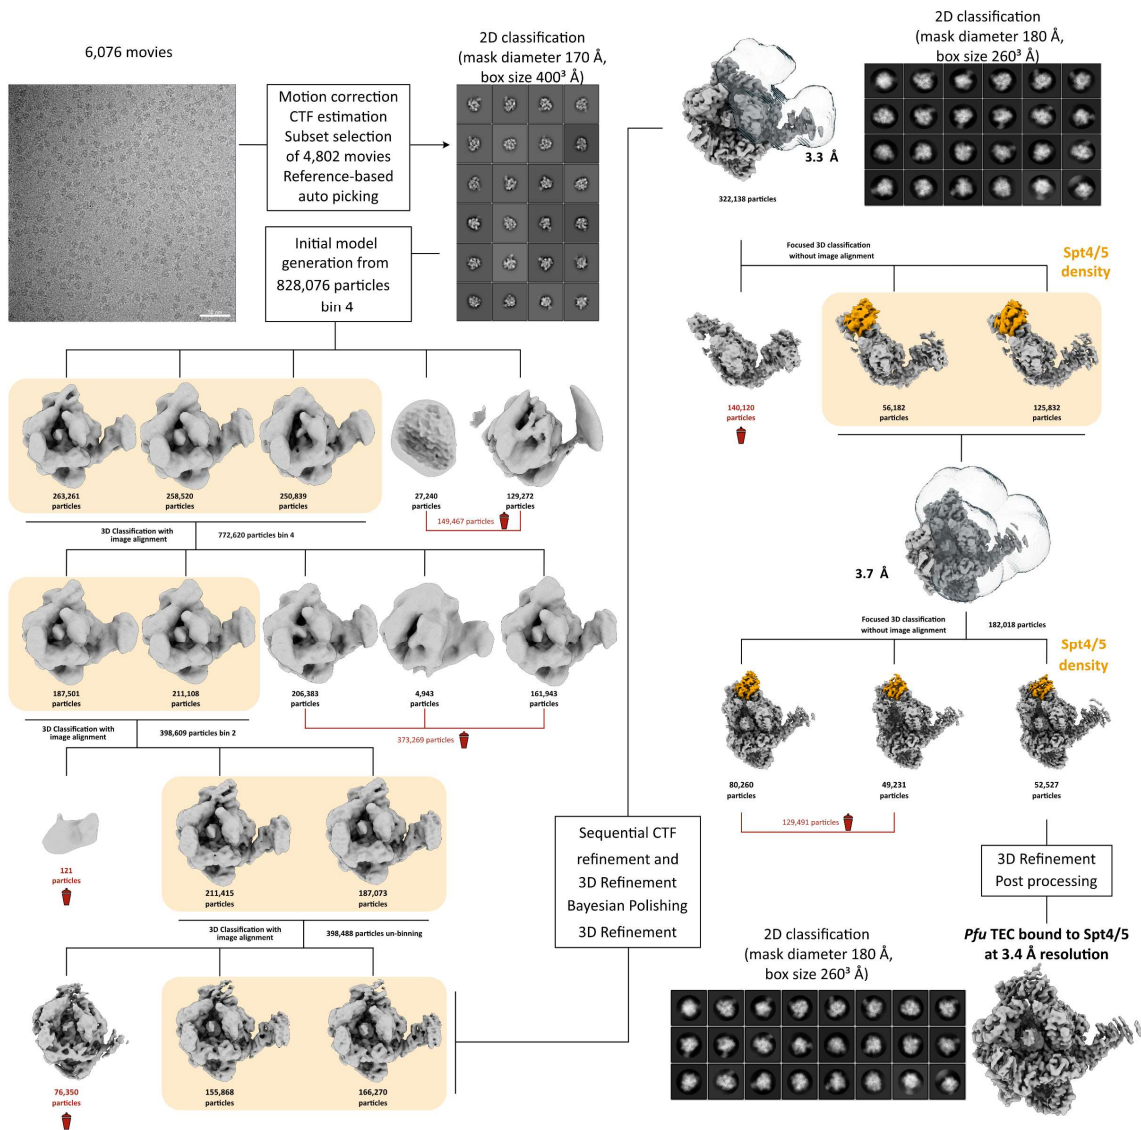 6,076 movies
Motion correction
CTF estimation
Subset selection
of 4,802 movies
Reference-based
auto picking
2D classification
(mask diameter 170 Å,
box size 400³ Å)
Initial model
generation from
828,076 particles
bin 4
263,261
particles
258,520
particles
250,839
particles
27,240
particles
129,272
particles
149,467 particles
3D Classification with
image alignment
772,620 particles bin 4
187,501
particles
211,108
particles
206,383
particles
4,943
particles
161,943
particles
373,269 particles
3D Classification with
image alignment
398,609 particles bin 2
121
particles
211,415
particles
187,073
particles
3D Classification with
image alignment
398,488 particles un-binning
76,350
particles
155,868
particles
166,270
particles
Sequential CTF
refinement and
3D Refinement
Bayesian Polishing
3D Refinement
3.3 Å
322,138 particles
2D classification
(mask diameter 180 Å,
box size 260³ Å)
Focused 3D classification
without image alignment
Spt4/5
density
140,120
particles
56,182
particles
125,832
particles
3.7 Å
Focused 3D classification
without image alignment
182,018 particles
Spt4/5
density
80,260
particles
49,231
particles
52,527
particles
129,491 particles
3D Refinement
Post processing
2D classification
(mask diameter 180 Å,
box size 260³ Å)
Pfu TEC bound to Spt4/5
at 3.4 Å resolution